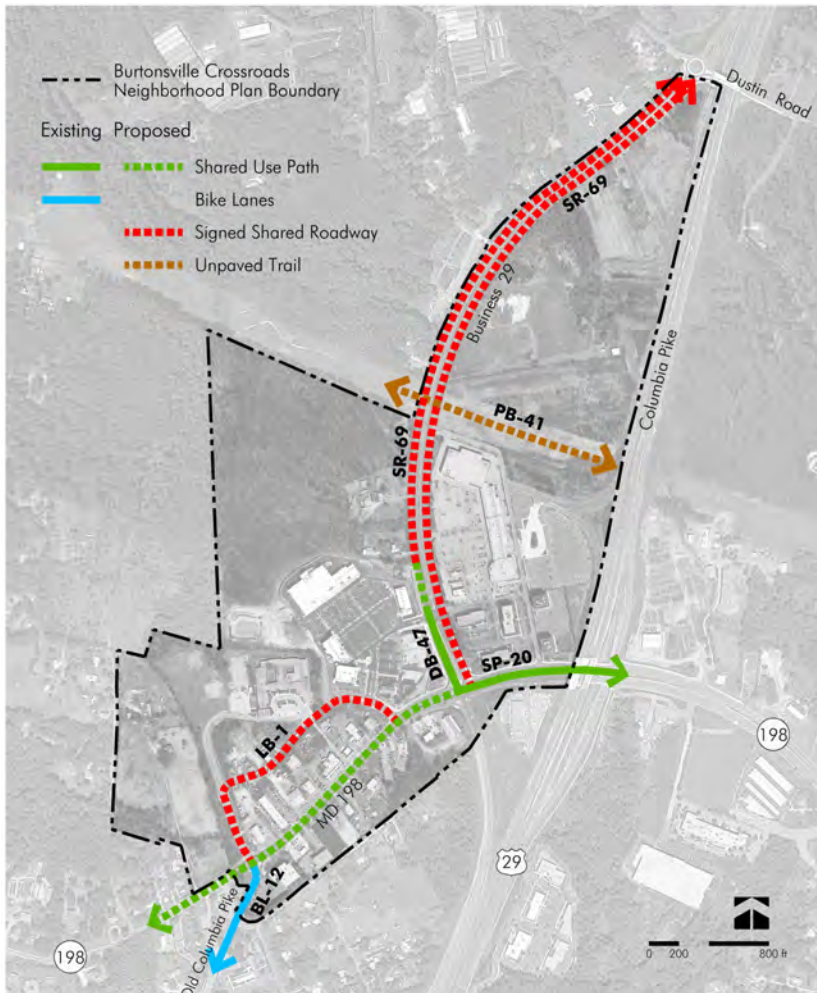 Burtonsville Crossroads
Neighborhood Plan Boundary
Existing Proposed
Shared Use Path
Bike Lanes
Signed Shared Roadway
Unpaved Trail
Dustin Road
SR-69
Business 29
Columbia Pike
PB-41
SR-69
DB-47
SP-20
LB-1
198
MD 198
29
BL-12
Old Columbia Pike
198
0 200 800 ft